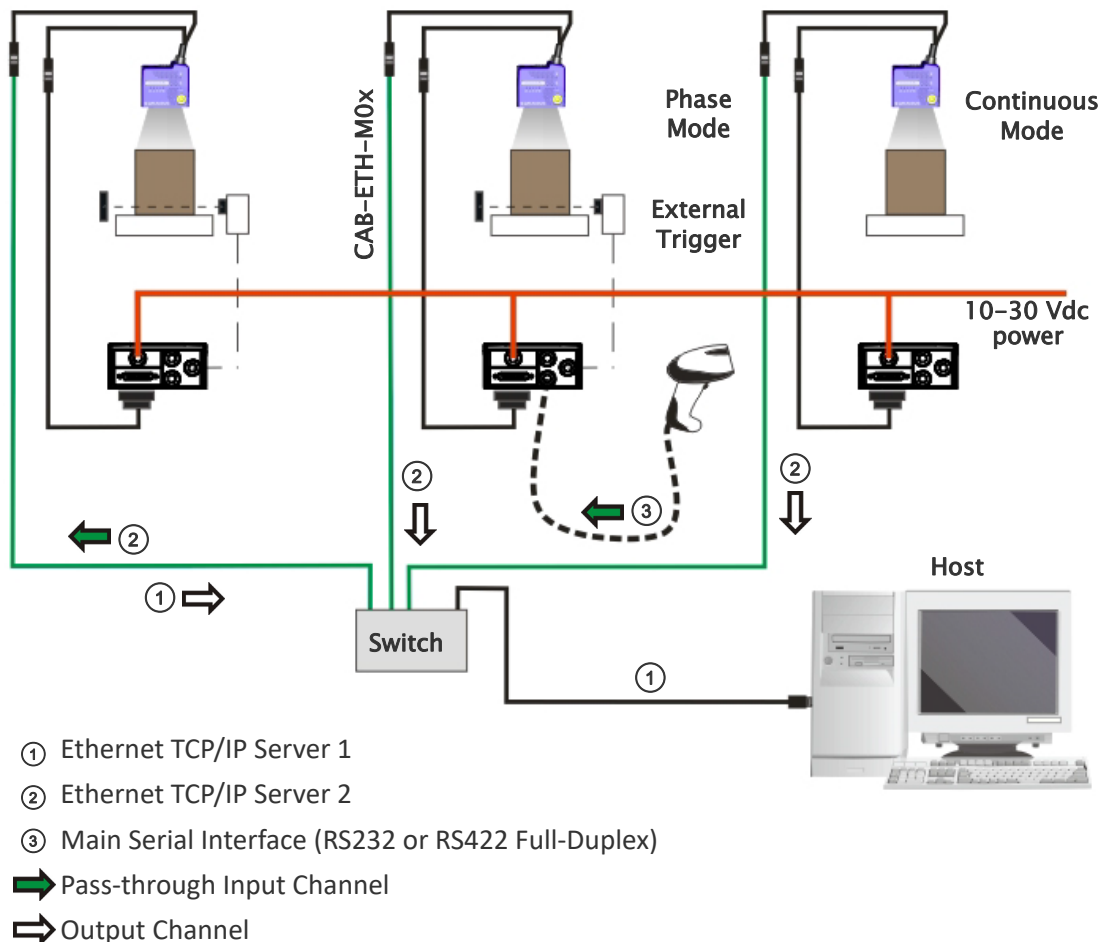 CAB-ETH-M0x
Phase
Mode
Continuous
Mode
External
Trigger
10-30 Vdc
power
2
2
3
2
1
Host
Switch
1
1 Ethernet TCP/IP Server 1
2 Ethernet TCP/IP Server 2
3 Main Serial Interface (RS232 or RS422 Full-Duplex)
Pass-through Input Channel
Output Channel